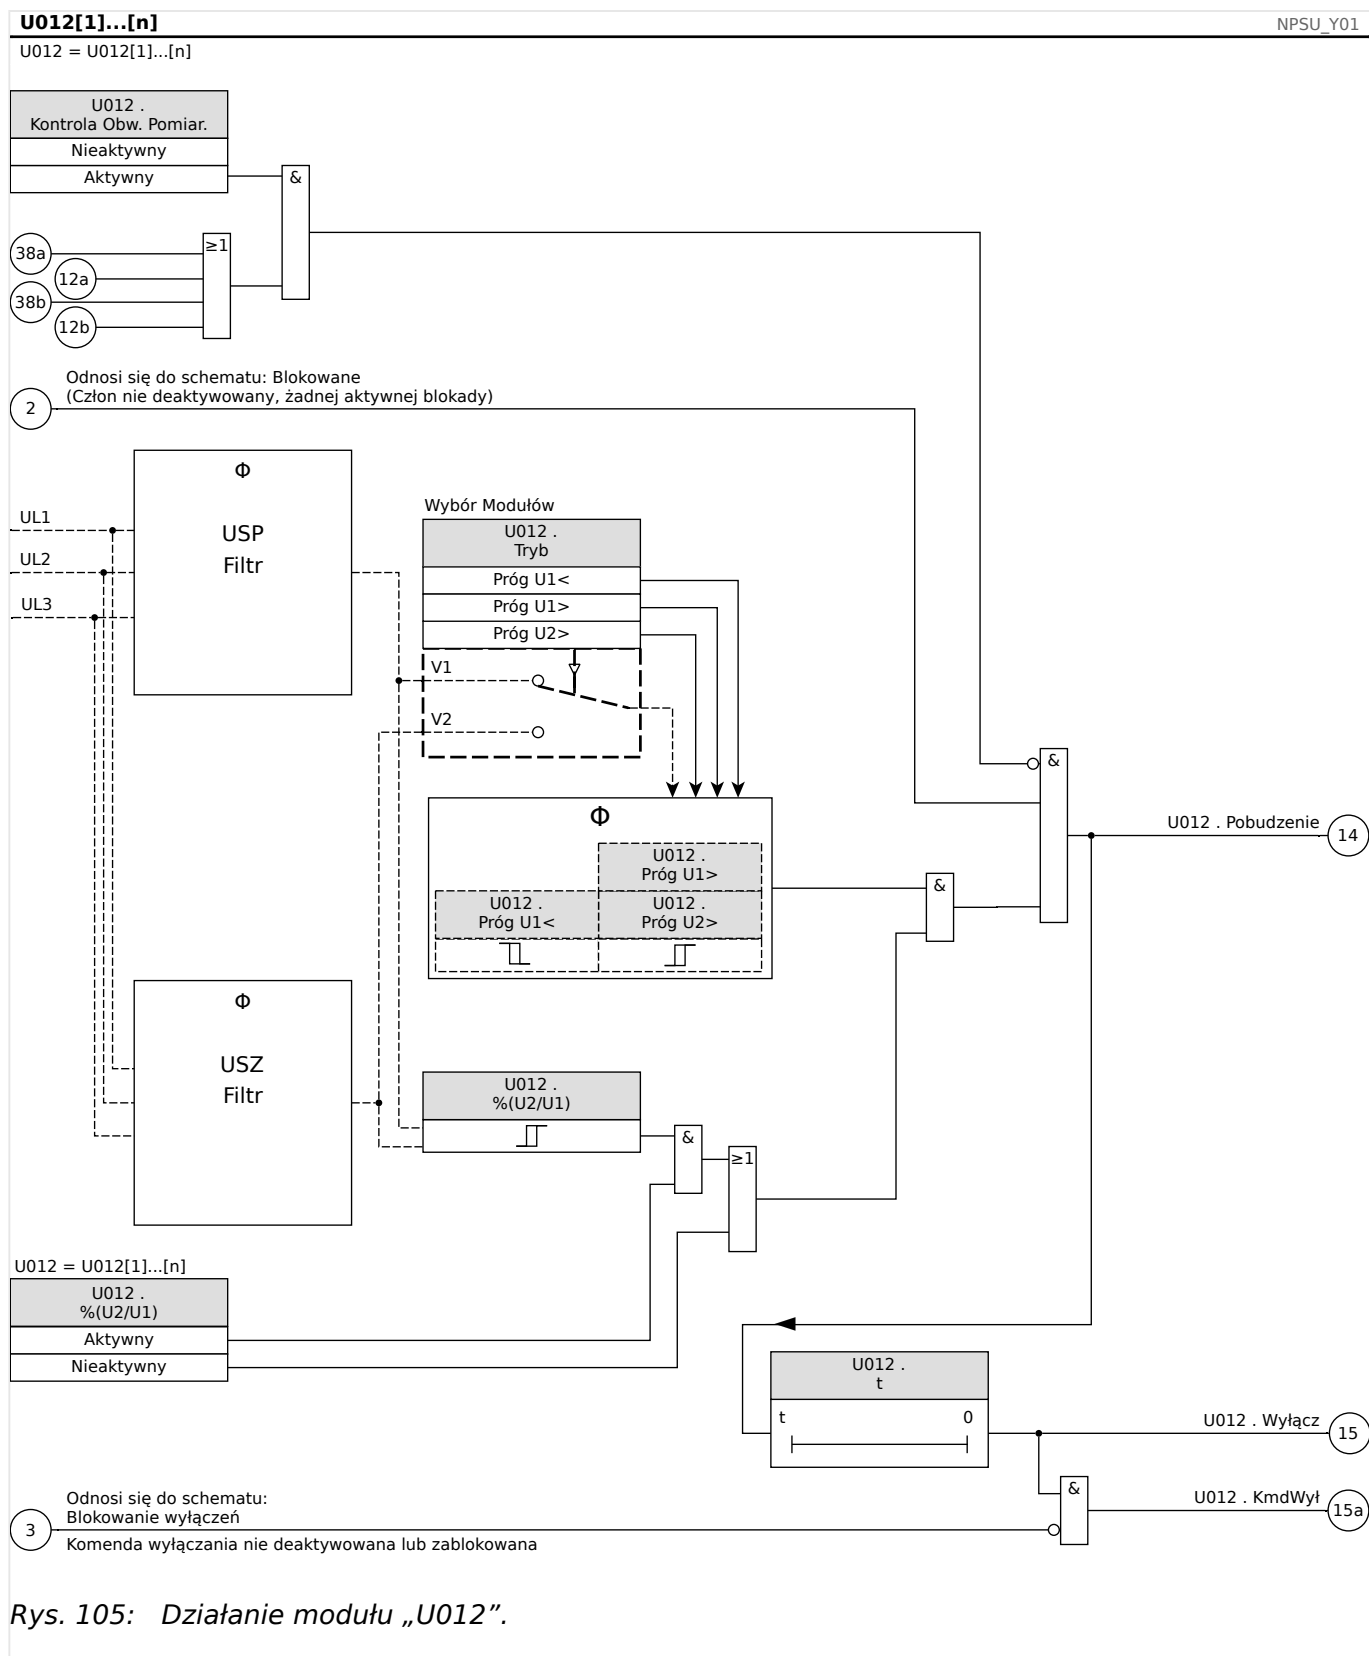 U012[1]...[n]
NPSU_Y01
U012 = U012[1]...[n]
U012 .
Kontrola Obw. Pomiar.
Nieaktywny
Aktywny
&
≥1
38a
12a
38b
12b
Odnosi się do schematu: Blokowane
(Człon nie deaktywowany, żadnej aktywnej blokady)
2
Φ
USP
Filtr
UL1
UL2
UL3
Wybór Modułów
U012 .
Tryb
Próg U1<
Próg U1>
Próg U2>
V1
V2
&
U012 . Pobudzenie
14
Φ
U012 .
Próg U1>
U012 .
Próg U1<
U012 .
Próg U2>
&
Φ
USZ
Filtr
U012 .
%(U2/U1)
&
≥1
U012 = U012[1]...[n]
U012 .
%(U2/U1)
Aktywny
Nieaktywny
U012 .
t
t
0
U012 . Wyłącz
15
&
U012 . KmdWył
15a
Odnosi się do schematu:
Blokowanie wyłączeń
3
Komenda wyłączania nie deaktywowana lub zablokowana
Rys. 105: Działanie modułu „U012”.